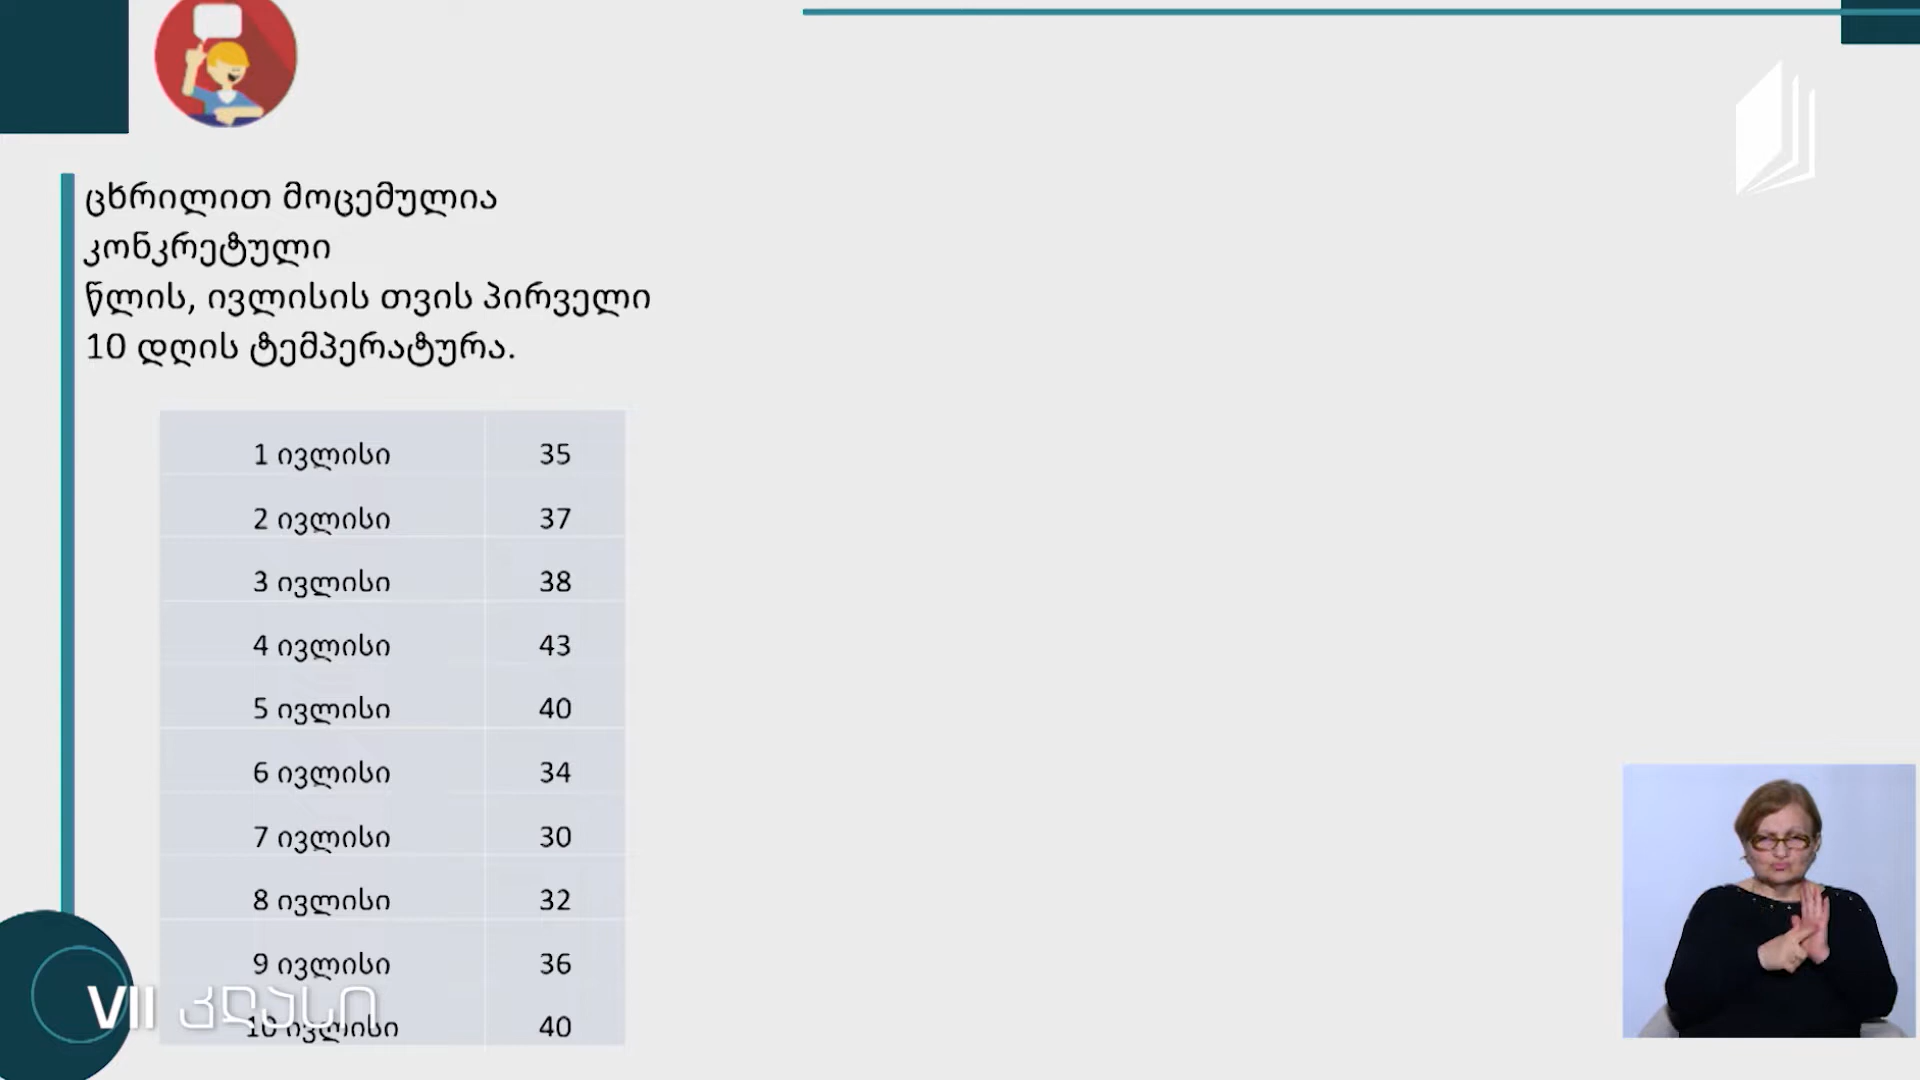 ცხრილით მოცემულია
კონკრეტული
წლის, ივლისის თვის პირველი
10 დღის ტემპერატურა.
1 ივლისი 35
2 ივლისი 37
3 ივლისი 38
4 ივლისი 43
5 ივლისი 40
6 ივლისი 34
7 ივლისი 30
8 ივლისი 32
9 ივლისი 36
10 ივლისი 40
VII კლასი